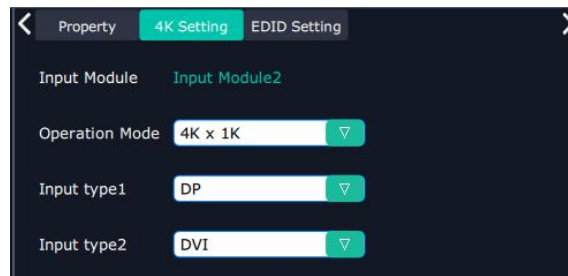 Property 4K Setting EDID Setting
Input Module Input Module2
Operation Mode 4K x 1K
Input type1 DP
Input type2 DVI